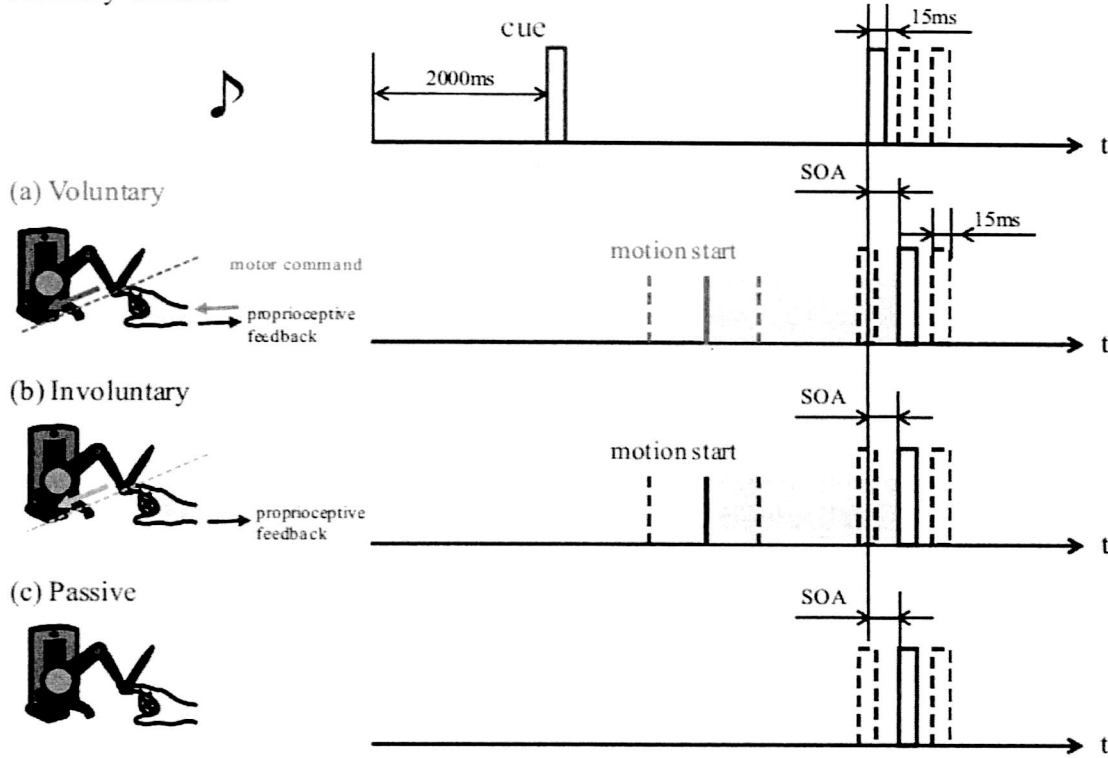 cue
15ms
2000ms
t
(a) Voluntary
SOA
15ms
motor command
motion start
proprioceptive
feedback
t
(b) Involuntary
SOA
motion start
proprioceptive
feedback
t
(c) Passive
SOA
t